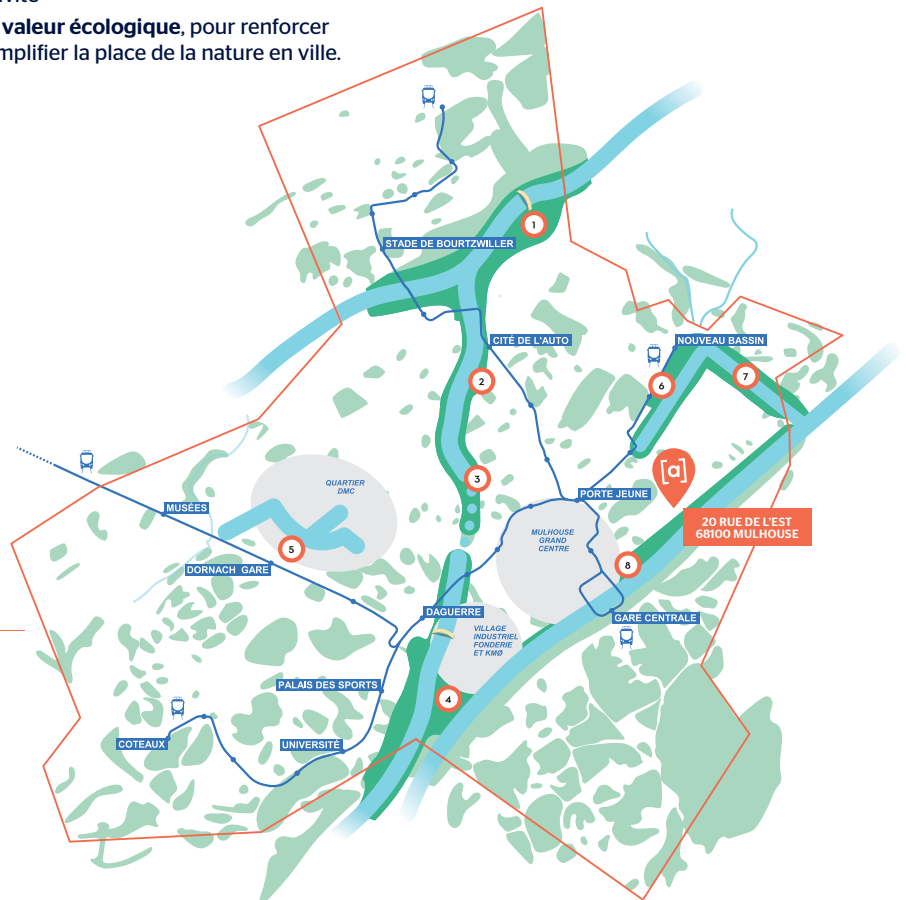 valeur écologique, pour renforcer
mplifier la place de la nature en ville.
1
STADE DE BOURTZWILLER
CITÉ DE L'AUTO
NOUVEAU BASSIN
2
6
7
3
QUARTIER
DMC
[a]
PORTE JEUNE
MUSÉES
20 RUE DE L'EST
68100 MULHOUSE
MULHOUSE
GRAND
CENTRE
5
DORNACH GARE
8
DAGUERRE
GARE CENTRALE
VILLAGE
INDUSTRIEL
FONDERIE
ET KMØ
PALAIS DES SPORTS
4
COTEAUX
UNIVERSITÉ